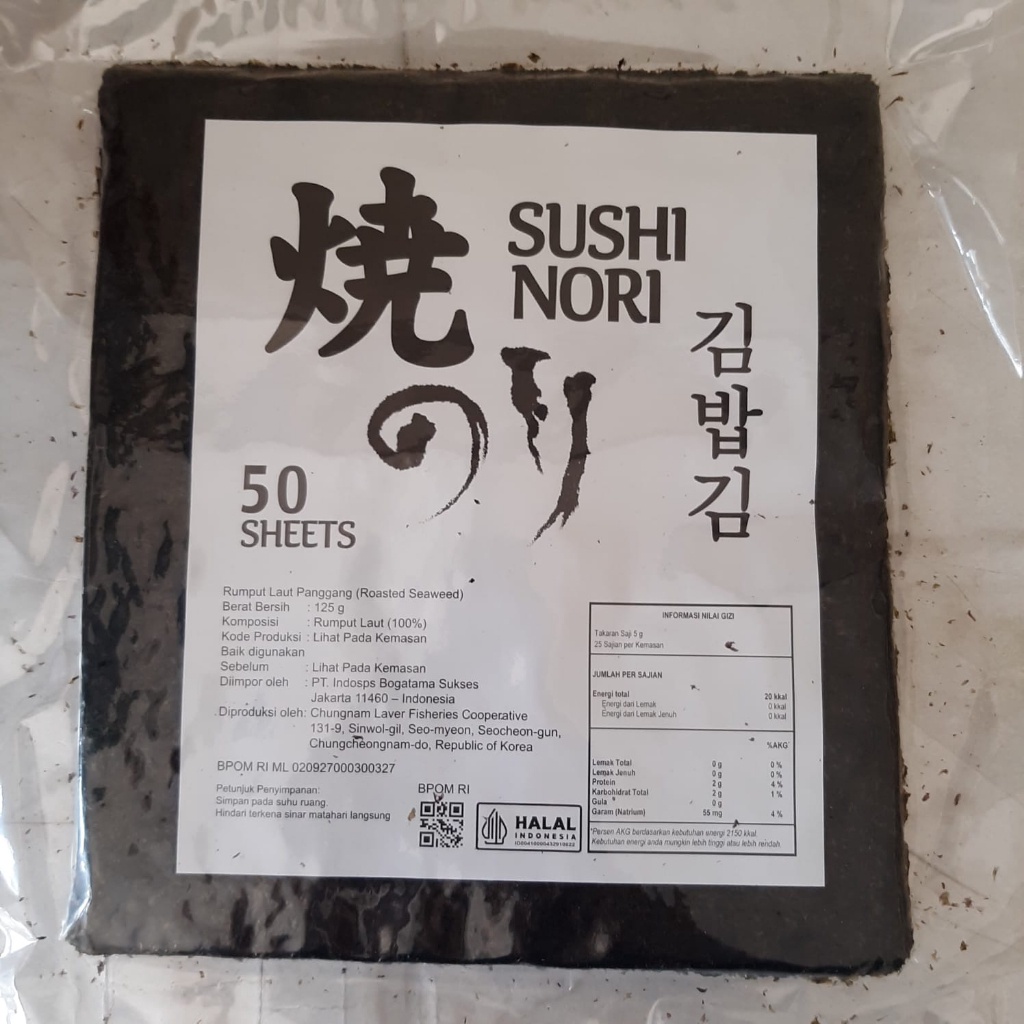 焼のり
SUSHI
NORI
김밥김
50
SHEETS
Rumput Laut Panggang (Roasted Seaweed)
Berat Bersih : 125 g
Komposisi : Rumput Laut (100%)
Kode Produksi : Lihat Pada Kemasan
Baik digunakan
Sebelum : Lihat Pada Kemasan
Diimpor oleh : PT. Indosps Bogatama Sukses
Jakarta 11460 – Indonesia
Diproduksi oleh: Chungnam Laver Fisheries Cooperative
131-9, Sinwol-gil, Seo-myeon, Seocheon-gun,
Chungcheongnam-do, Republic of Korea
BPOM RI ML 020927000300327
Petunjuk Penyimpanan:
Simpan pada suhu ruang.
Hindari terkena sinar matahari langsung
BPOM RI
HALAL
INDONESIA
INFORMASI NILAI GIZI
Takaran Saji 5 g
25 Sajian per Kemasan
JUMLAH PER SAJIAN
Energi total 20 kkal
Energi dari Lemak 0 kkal
Energi dari Lemak Jenuh 0 kkal
%AKG*
Lemak Total 0 g 0 %
Lemak Jenuh 0 g 0 %
Protein 2 g 4 %
Karbohidrat Total 2 g 1 %
Gula 0 g
Garam (Natrium) 55 mg 4 %
*Persen AKG berdasarkan kebutuhan energi 2150 kkal.
Kebutuhan energi anda mungkin lebih tinggi atau lebih rendah.